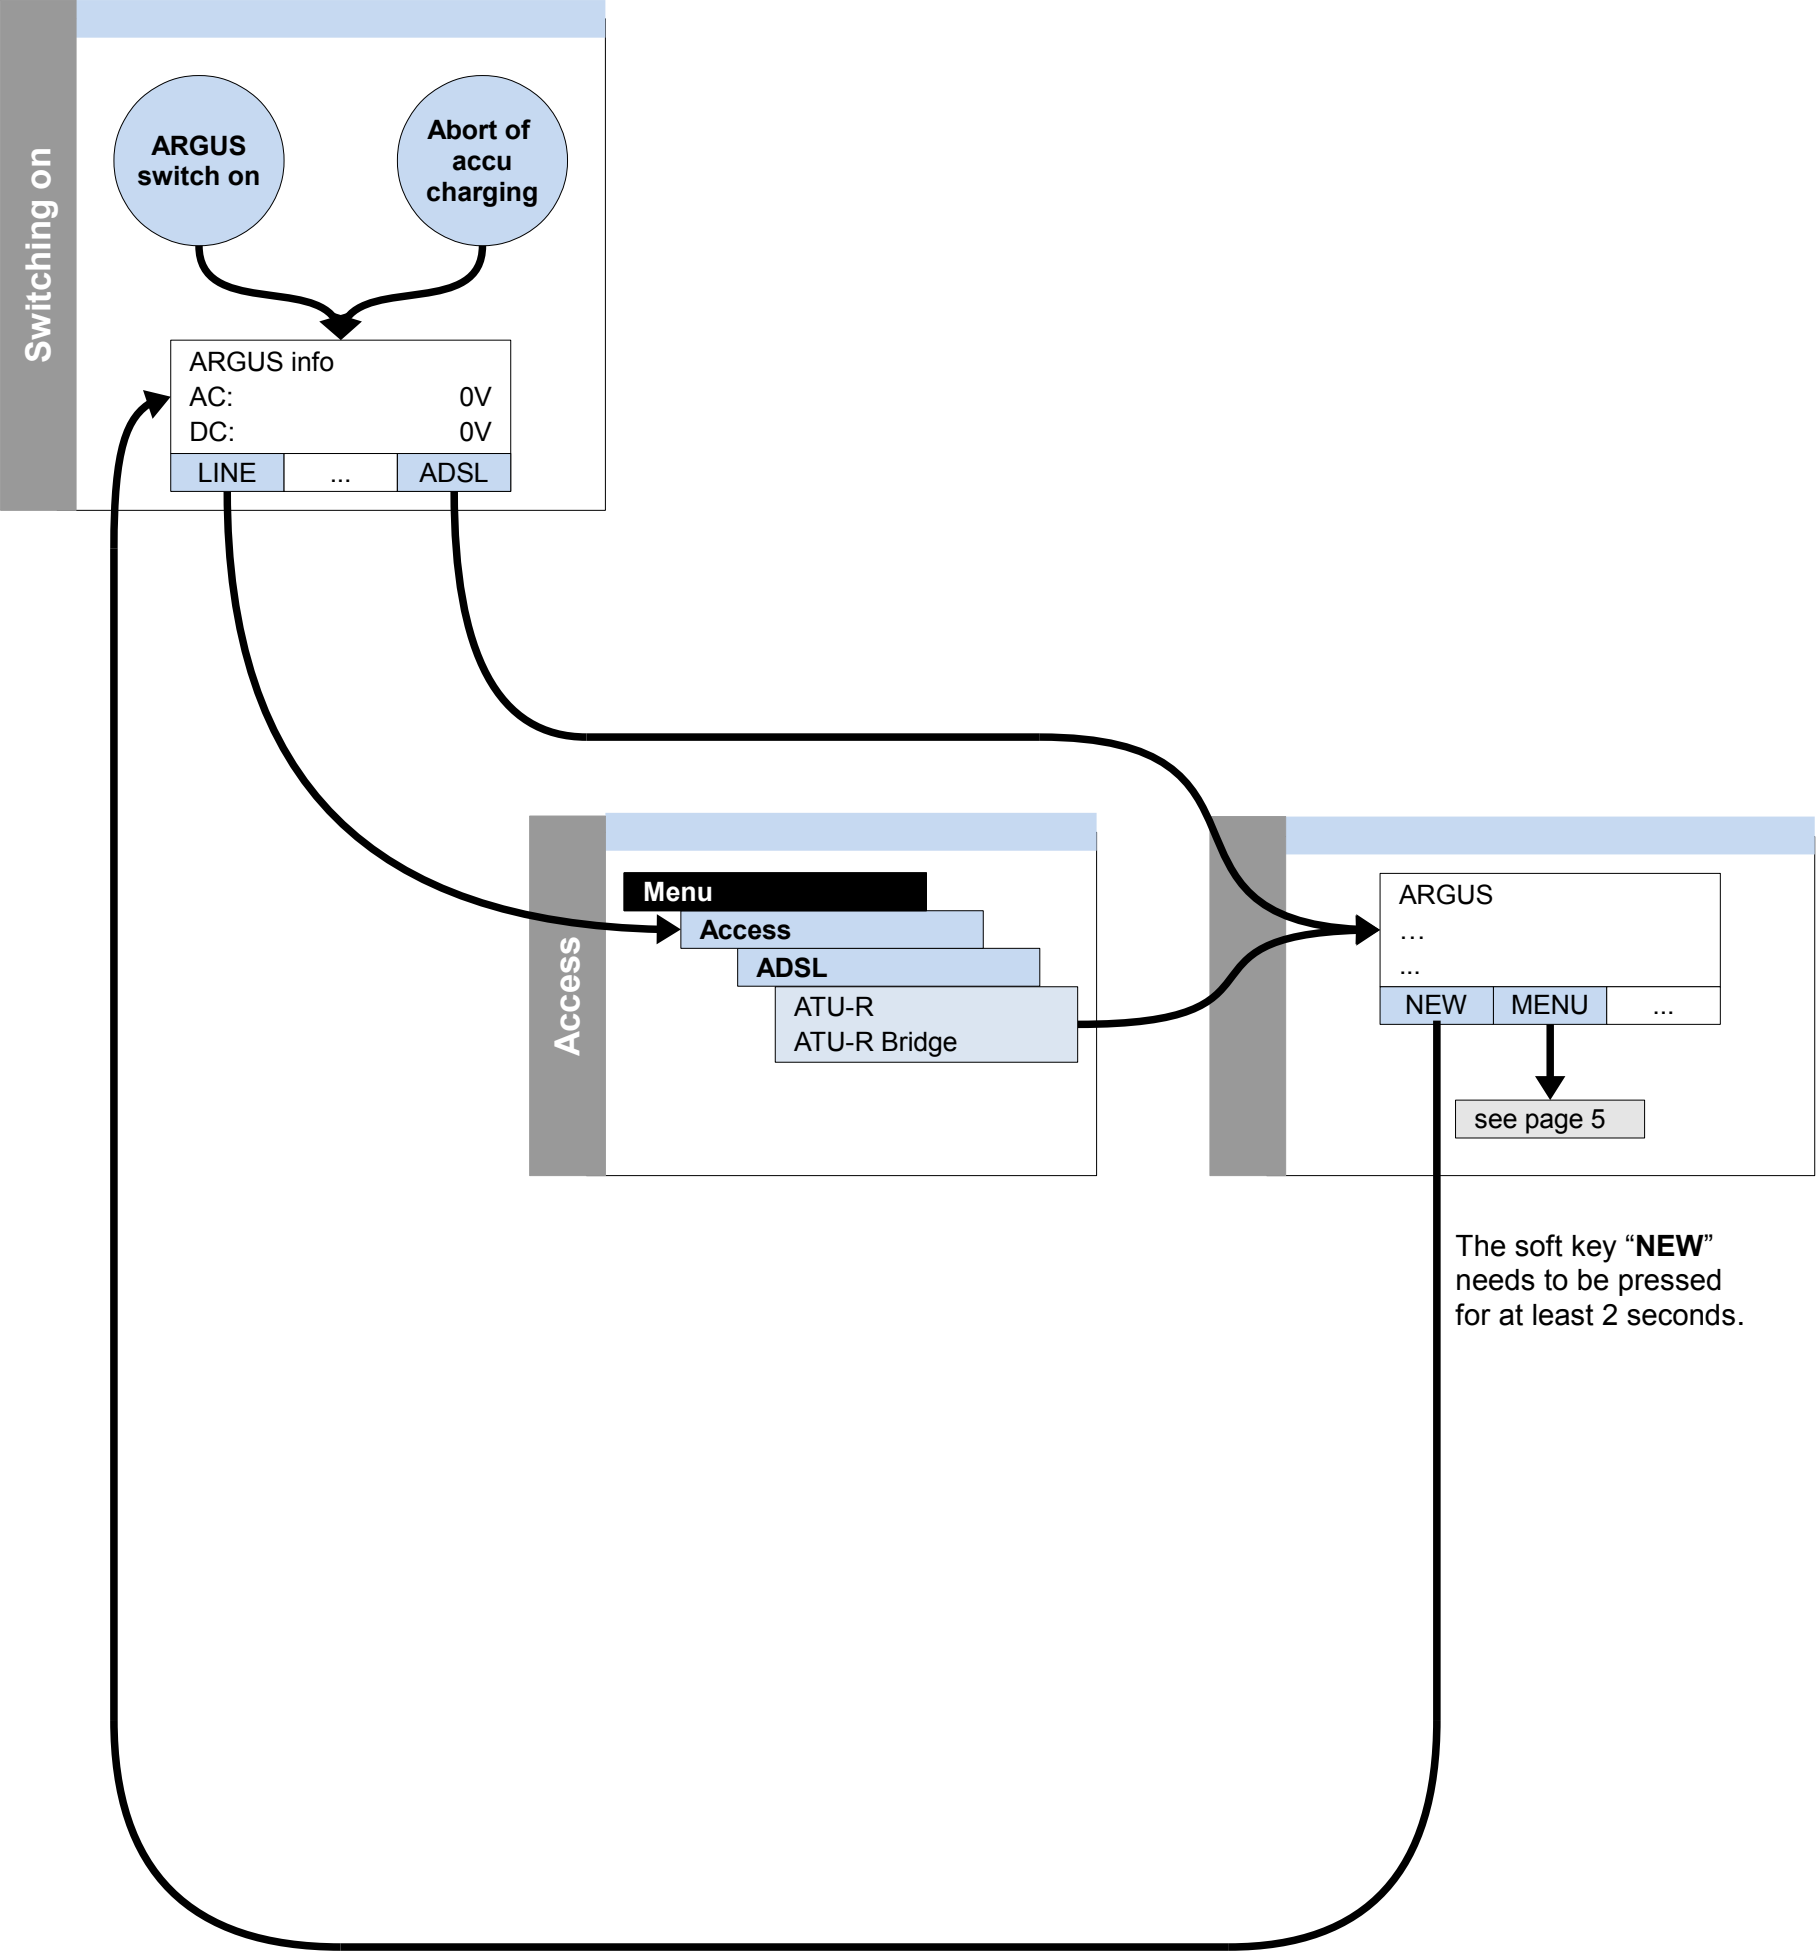 Switching on
ARGUS
switch on
Abort of
accu
charging
ARGUS info
AC: 0V
DC: 0V
LINE ... ADSL
Access
Menu
Access
ADSL
ATU-R
ATU-R Bridge
ARGUS
...
...
NEW MENU ...
see page 5
The soft key “NEW”
needs to be pressed
for at least 2 seconds.